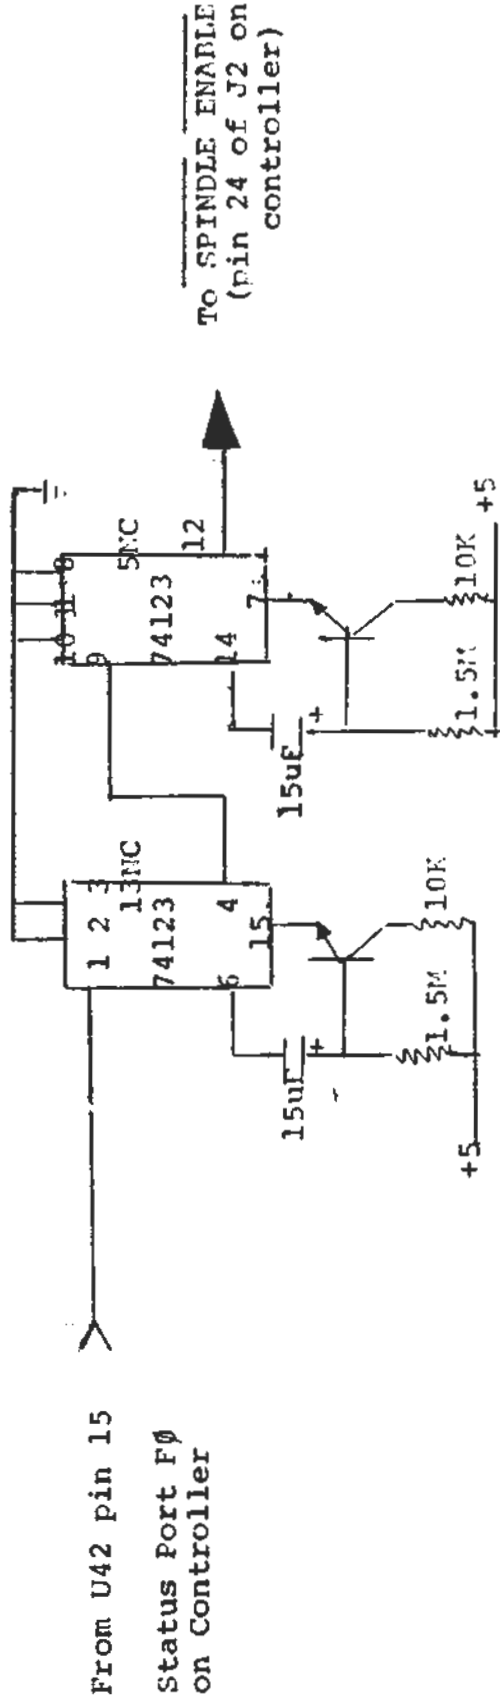 From U42 pin 15
Status Port FØ
on Controller
1 2 3
13NC
74123
6
4
15
15uF
+
1.5M
10K
+5
10 11 8
9
5NC
74123
14
12
7
15uF
+
1.5M
10K
+5
To SPINDLE ENABLE
(pin 24 of J2 on
controller)